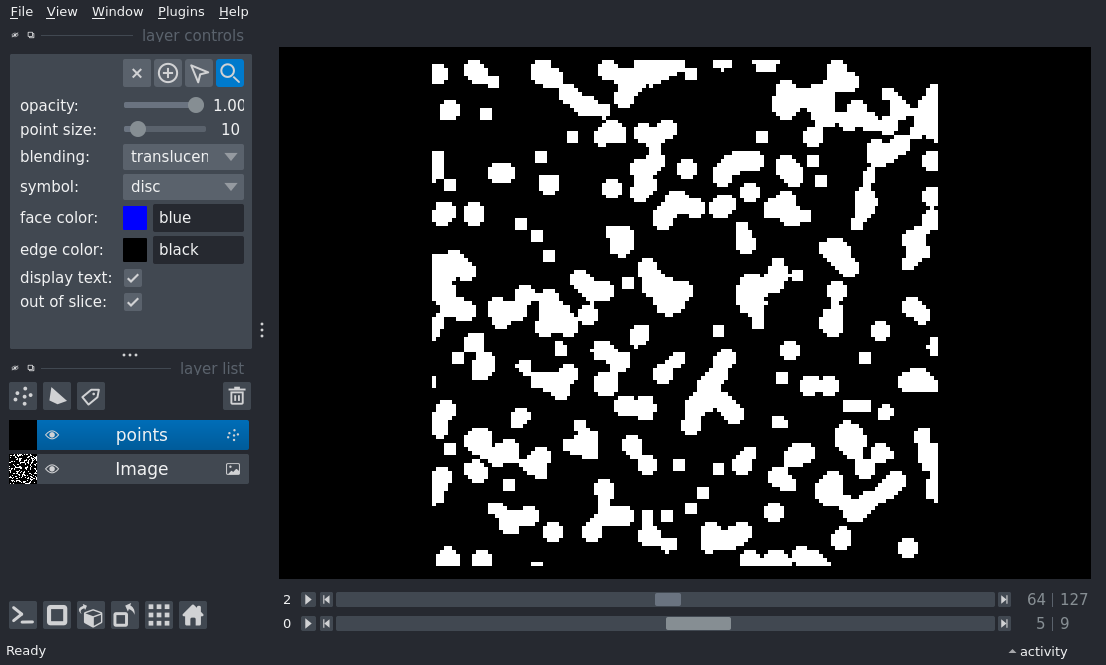 File View Window Plugins Help
layer controls
opacity: 1.00
point size: 10
blending: translucen
symbol: disc
face color: blue
edge color: black
display text:
out of slice:
layer list
points
Image
2 64 | 127
0 5 | 9
Ready activity